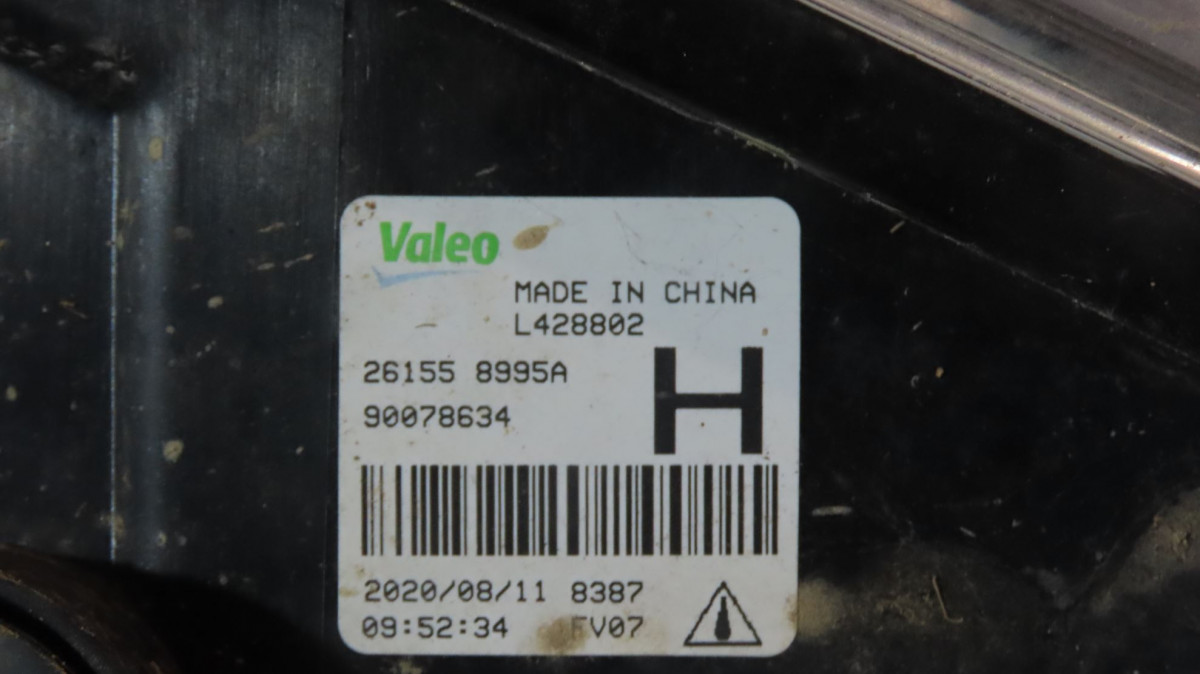 Valeo
MADE IN CHINA
L428802
26155 8995A
H
90078634
2020/08/11 8387
09:52:34 FV07